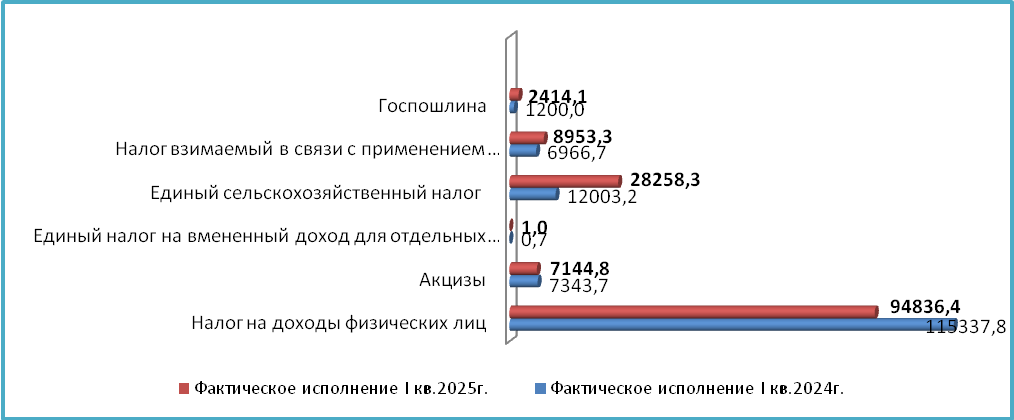 Госпошлина
2414,1
1200,0
Налог взимаемый в связи с применением ...
8953,3
6966,7
Единый сельскохозяйственный налог
28258,3
12003,2
Единый налог на вмененный доход для отдельных ...
1,0
0,7
Акцизы
7144,8
7343,7
Налог на доходы физических лиц
94836,4
115337,8
Фактическое исполнение I кв.2025г.
Фактическое исполнение I кв.2024г.